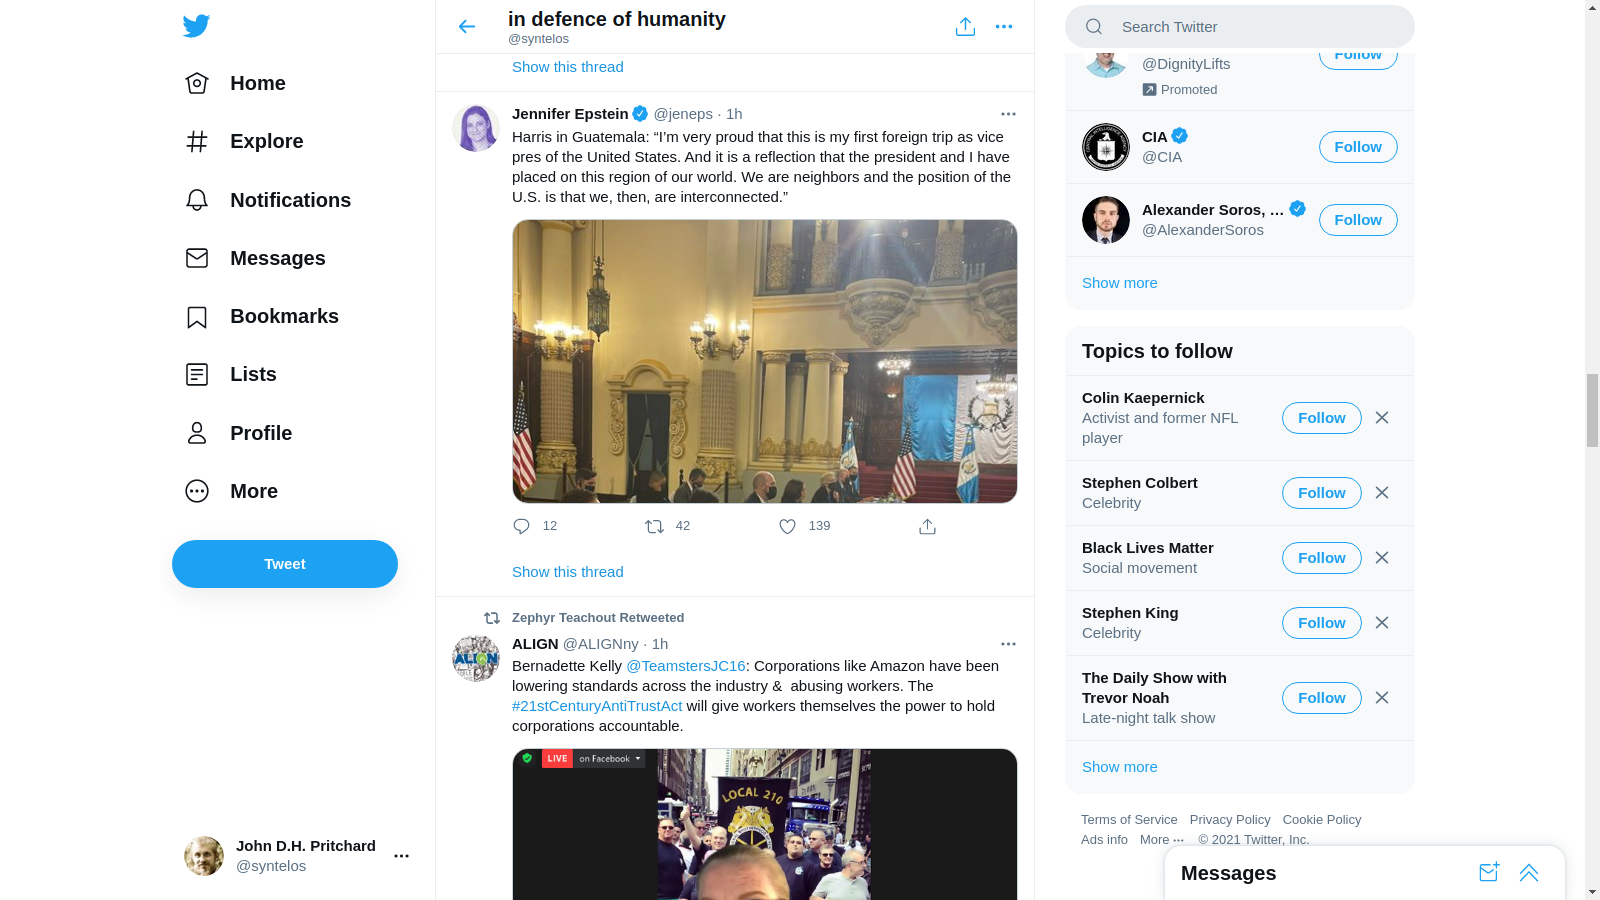 Home
Explore
Notifications
Messages
Bookmarks
Lists
Profile
More
Tweet
John D.H. Pritchard
@syntelos
in defence of humanity
@syntelos
Show this thread
Jennifer Epstein @jeneps · 1h
Harris in Guatemala: “I’m very proud that this is my first foreign trip as vice
pres of the United States. And it is a reflection that the president and I have
placed on this region of our world. We are neighbors and the position of the
U.S. is that we, then, are interconnected.”
12 42 139
Show this thread
Zephyr Teachout Retweeted
ALIGN @ALIGNny · 1h
Bernadette Kelly @TeamstersJC16: Corporations like Amazon have been
lowering standards across the industry & abusing workers. The
#21stCenturyAntiTrustAct will give workers themselves the power to hold
corporations accountable.
LIVE on Facebook
LOCAL 210
Search Twitter
Follow
@DignityLifts
Promoted
CIA
@CIA
Follow
Alexander Soros, ...
@AlexanderSoros
Follow
Show more
Topics to follow
Colin Kaepernick
Activist and former NFL
player
Follow
Stephen Colbert
Celebrity
Follow
Black Lives Matter
Social movement
Follow
Stephen King
Celebrity
Follow
The Daily Show with
Trevor Noah
Late-night talk show
Follow
Show more
Terms of Service Privacy Policy Cookie Policy
Ads info More ··· © 2021 Twitter, Inc.
Messages